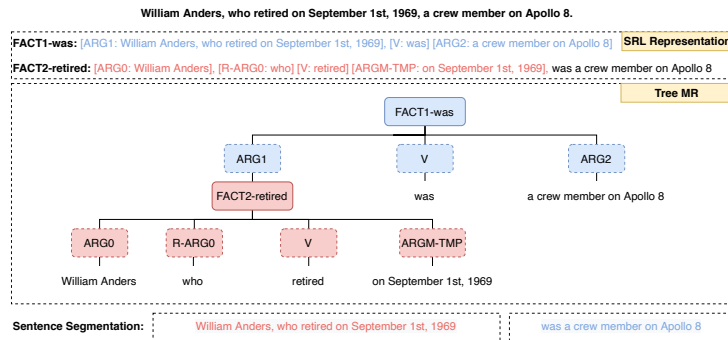 William Anders, who retired on September 1st, 1969, a crew member on Apollo 8.
FACT1-was: [ARG1: William Anders, who retired on September 1st, 1969], [V: was] [ARG2: a crew member on Apollo 8]
SRL Representation
FACT2-retired: [ARG0: William Anders], [R-ARG0: who] [V: retired] [ARGM-TMP: on September 1st, 1969], was a crew member on Apollo 8
Tree MR
FACT1-was
ARG1
V
ARG2
FACT2-retired
was
a crew member on Apollo 8
ARG0
R-ARG0
V
ARGM-TMP
William Anders
who
retired
on September 1st, 1969
Sentence Segmentation:
William Anders, who retired on September 1st, 1969
was a crew member on Apollo 8